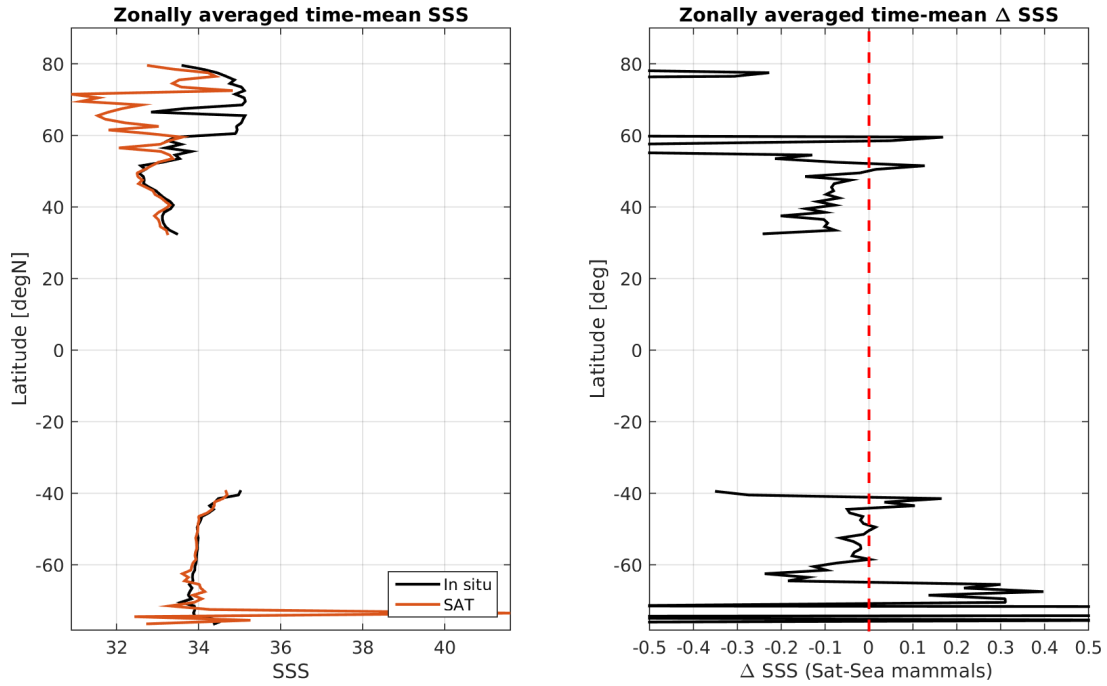 Zonally averaged time-mean SSS
Latitude [degN]
80
60
40
20
0
-20
-40
-60
32 34 36 38 40
SSS
In situ
SAT
Zonally averaged time-mean Δ SSS
Latitude [deg]
80
60
40
20
0
-20
-40
-60
-0.5 -0.4 -0.3 -0.2 -0.1 0 0.1 0.2 0.3 0.4 0.5
Δ SSS (Sat-Sea mammals)